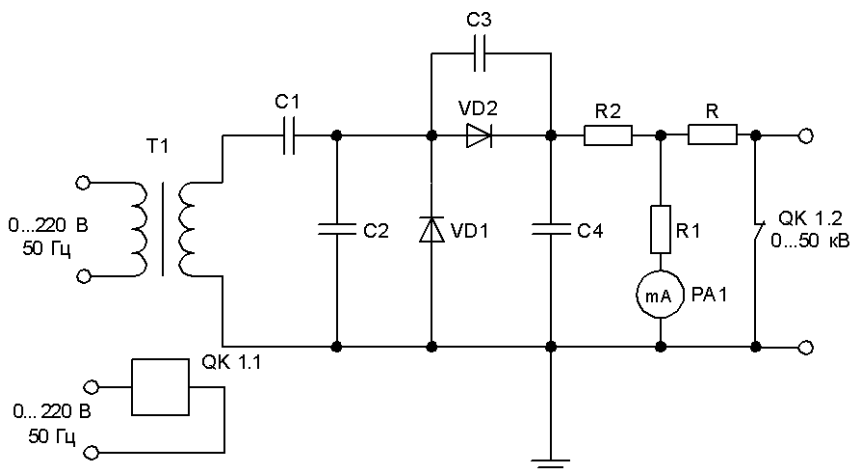 C3
C1
VD2
R2
R
T1
0...220 В
50 Гц
C2
VD1
C4
R1
QK 1.2
0...50 кВ
mA
PA1
QK 1.1
0...220 В
50 Гц